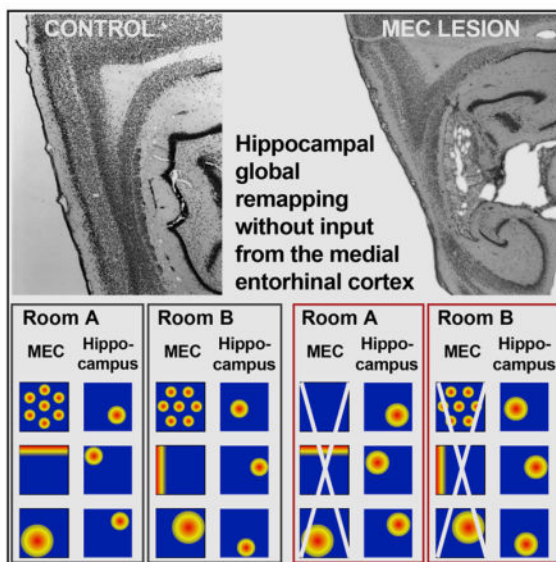 CONTROL
MEC LESION
Hippocampal
global
remapping
without input
from the medial
entorhinal cortex
Room A
MEC
Hippo-
campus
Room B
MEC
Hippo-
campus
Room A
MEC
Hippo-
campus
Room B
MEC
Hippo-
campus